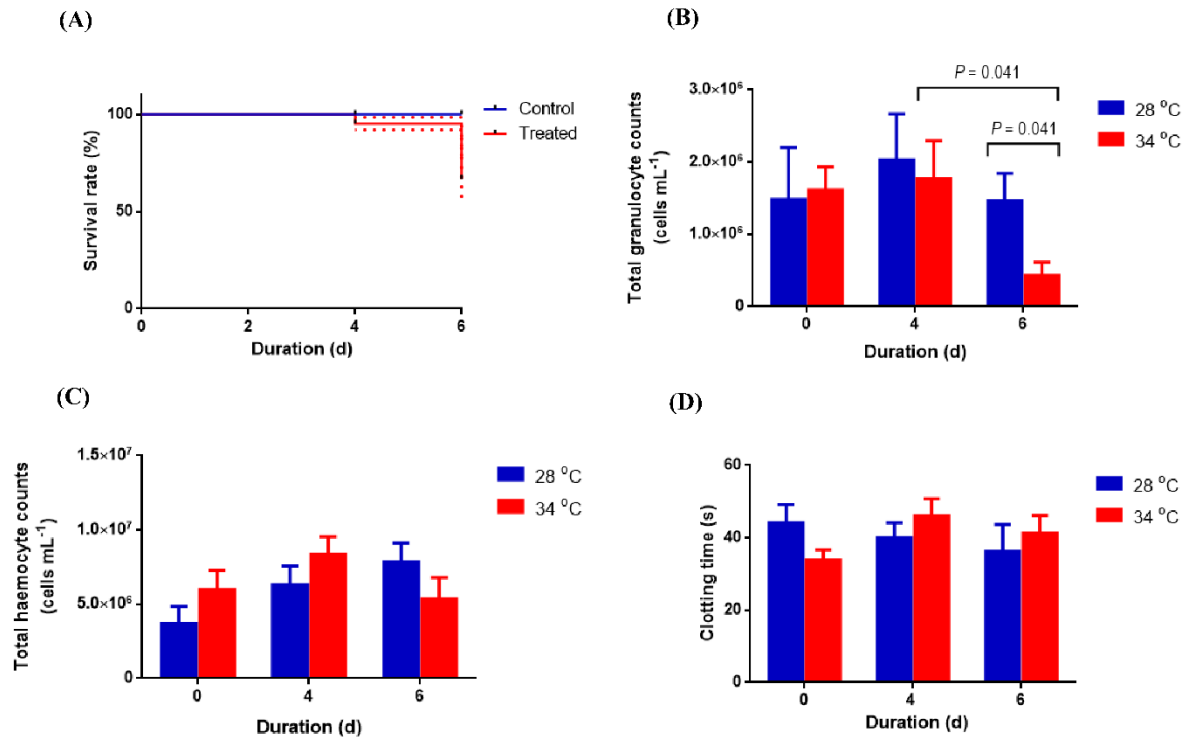 (A)
Survival rate (%)
100
50
0
0 2 4 6
Duration (d)
Control
Treated
(B)
Total granulocyte counts
(cells mL⁻¹)
3.0×10⁶
2.0×10⁶
1.0×10⁶
0
P = 0.041
P = 0.041
0 4 6
Duration (d)
28 °C
34 °C
(C)
Total haemocyte counts
(cells mL⁻¹)
1.5×10⁷
1.0×10⁷
5.0×10⁶
0
0 4 6
Duration (d)
28 °C
34 °C
(D)
Clotting time (s)
60
40
20
0
0 4 6
Duration (d)
28 °C
34 °C